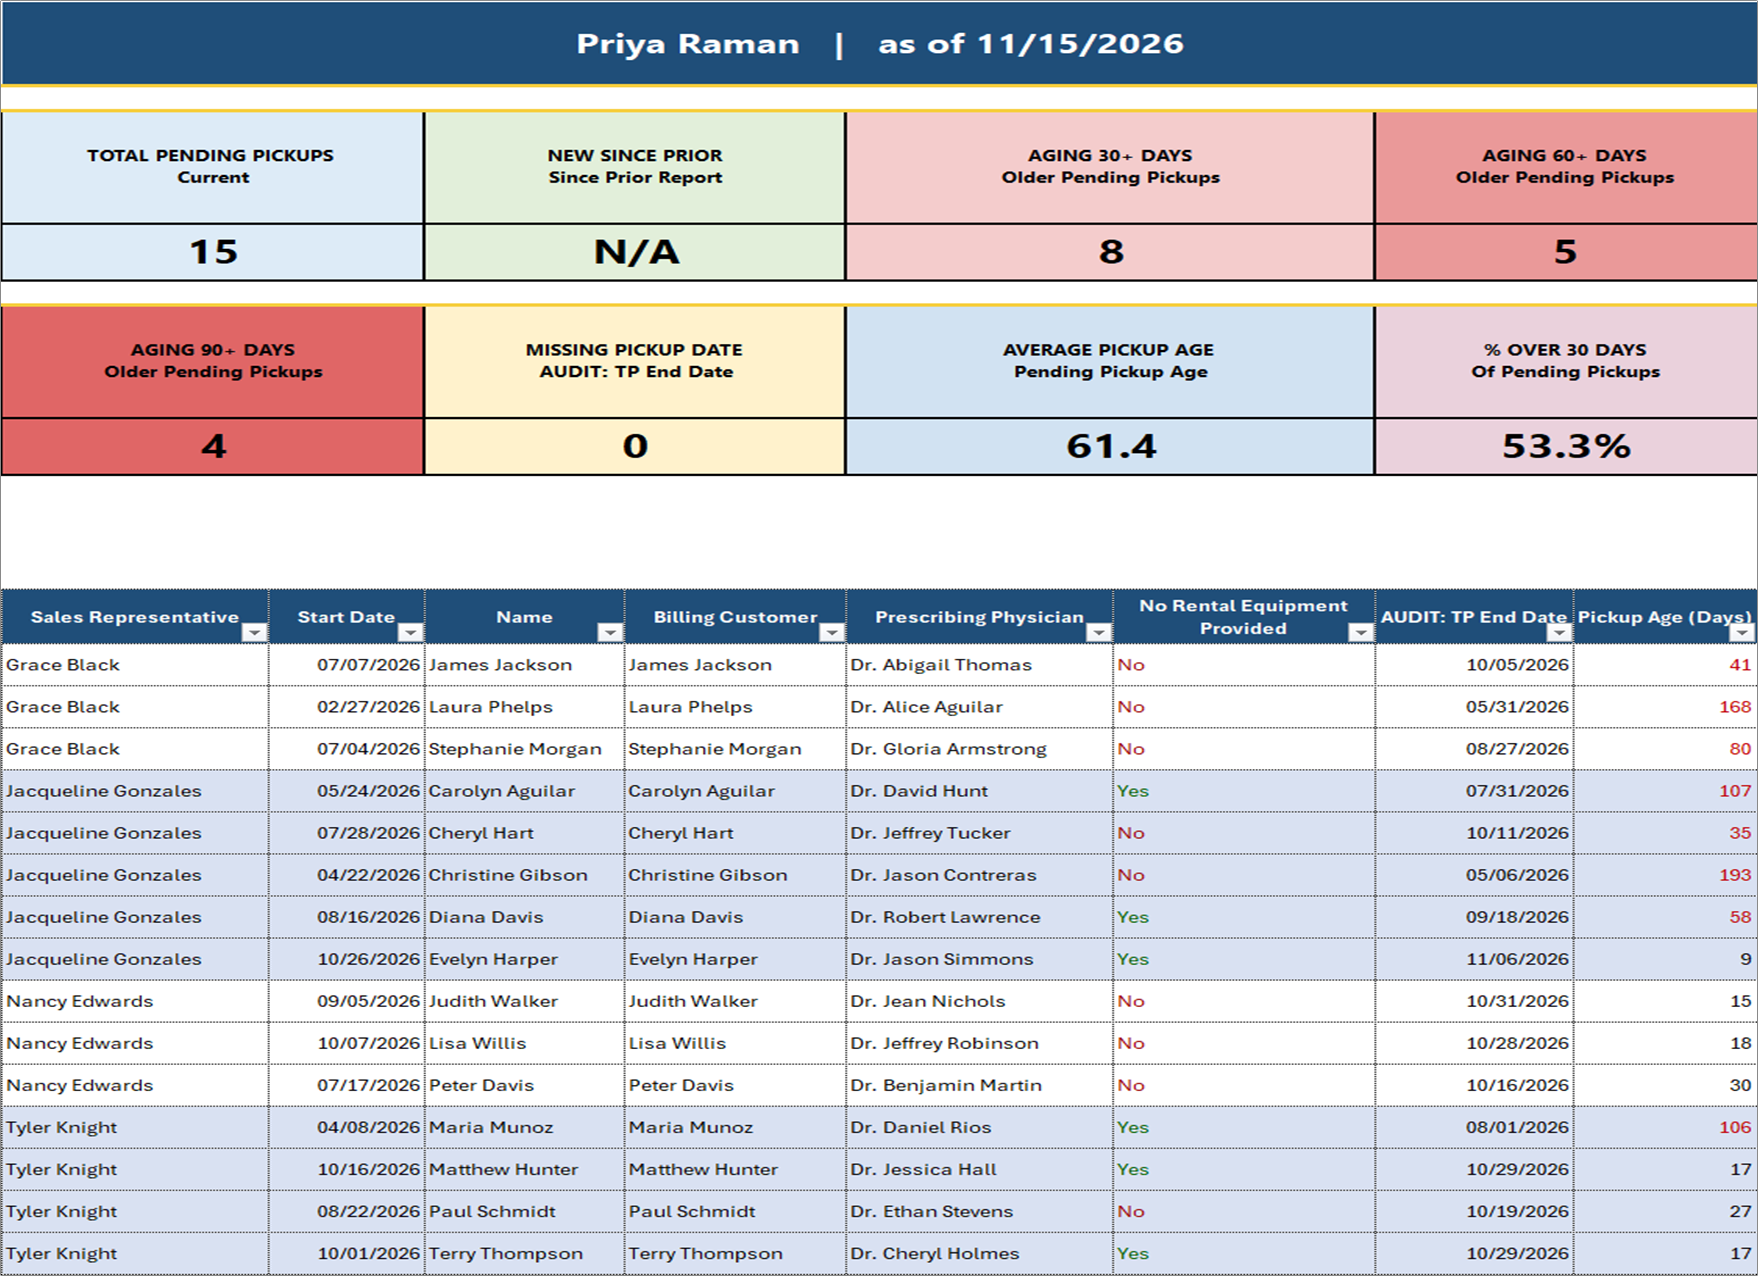 Priya Raman | as of 11/15/2026
TOTAL PENDING PICKUPS
Current
NEW SINCE PRIOR
Since Prior Report
AGING 30+ DAYS
Older Pending Pickups
AGING 60+ DAYS
Older Pending Pickups
15
N/A
8
5
AGING 90+ DAYS
Older Pending Pickups
MISSING PICKUP DATE
AUDIT: TP End Date
AVERAGE PICKUP AGE
Pending Pickup Age
% OVER 30 DAYS
Of Pending Pickups
4
0
61.4
53.3%
Sales Representative Start Date Name Billing Customer Prescribing Physician No Rental Equipment Provided AUDIT: TP End Date Pickup Age (Days)
Grace Black 07/07/2026 James Jackson James Jackson Dr. Abigail Thomas No 10/05/2026 41
Grace Black 02/27/2026 Laura Phelps Laura Phelps Dr. Alice Aguilar No 05/31/2026 168
Grace Black 07/04/2026 Stephanie Morgan Stephanie Morgan Dr. Gloria Armstrong No 08/27/2026 80
Jacqueline Gonzales 05/24/2026 Carolyn Aguilar Carolyn Aguilar Dr. David Hunt Yes 07/31/2026 107
Jacqueline Gonzales 07/28/2026 Cheryl Hart Cheryl Hart Dr. Jeffrey Tucker No 10/11/2026 35
Jacqueline Gonzales 04/22/2026 Christine Gibson Christine Gibson Dr. Jason Contreras No 05/06/2026 193
Jacqueline Gonzales 08/16/2026 Diana Davis Diana Davis Dr. Robert Lawrence Yes 09/18/2026 58
Jacqueline Gonzales 10/26/2026 Evelyn Harper Evelyn Harper Dr. Jason Simmons Yes 11/06/2026 9
Nancy Edwards 09/05/2026 Judith Walker Judith Walker Dr. Jean Nichols No 10/31/2026 15
Nancy Edwards 10/07/2026 Lisa Willis Lisa Willis Dr. Jeffrey Robinson No 10/28/2026 18
Nancy Edwards 07/17/2026 Peter Davis Peter Davis Dr. Benjamin Martin No 10/16/2026 30
Tyler Knight 04/08/2026 Maria Munoz Maria Munoz Dr. Daniel Rios Yes 08/01/2026 106
Tyler Knight 10/16/2026 Matthew Hunter Matthew Hunter Dr. Jessica Hall Yes 10/29/2026 17
Tyler Knight 08/22/2026 Paul Schmidt Paul Schmidt Dr. Ethan Stevens No 10/19/2026 27
Tyler Knight 10/01/2026 Terry Thompson Terry Thompson Dr. Cheryl Holmes Yes 10/29/2026 17